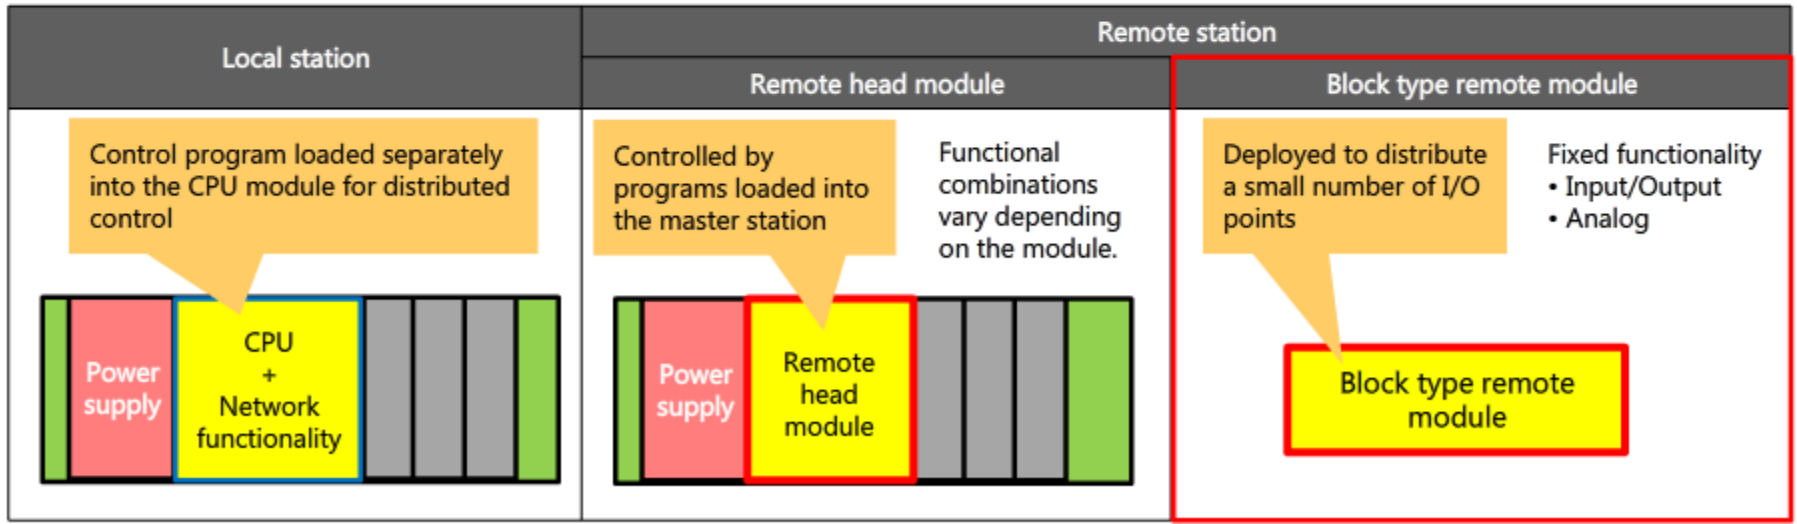 Local station
Remote station
Remote head module
Block type remote module
Control program loaded separately
into the CPU module for distributed
control
Power
supply
CPU
+
Network
functionality
Controlled by
programs loaded into
the master station
Functional
combinations
vary depending
on the module.
Power
supply
Remote
head
module
Deployed to distribute
a small number of I/O
points
Fixed functionality
• Input/Output
• Analog
Block type remote
module